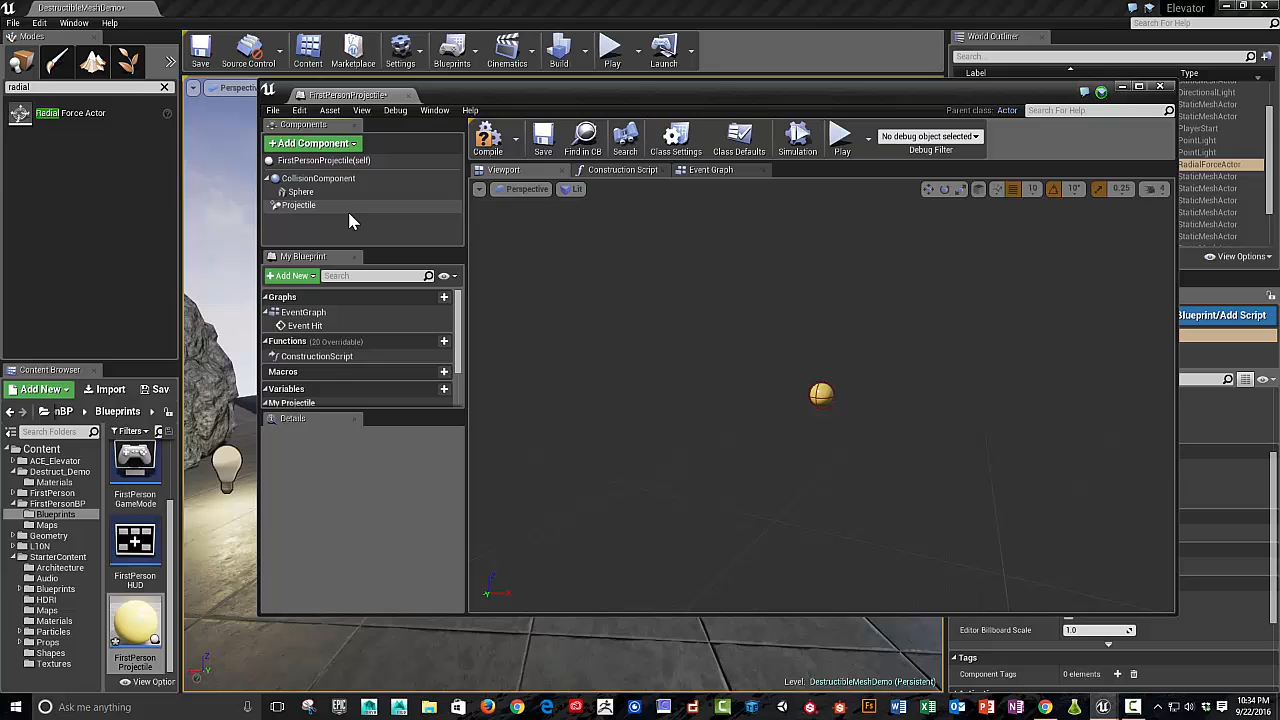 DestructibleMeshDemo*
Elevator
File Edit Window Help
Search For Help
Modes
radial
Radial Force Actor
Save Source Control Content Marketplace Settings Blueprints Cinematics Build Play Launch
World Outliner
Search...
Label Type
StaticMeshActor
DirectionalLight
StaticMeshActor
StaticMeshActor
PlayerStart
PointLight
PointLight
RadialForceActor
StaticMeshActor
StaticMeshActor
StaticMeshActor
StaticMeshActor
StaticMeshActor
StaticMeshActor
View Options
Blueprint/Add Script
Editor Billboard Scale 1.0
Tags
Component Tags 0 elements
FirstPersonProjectile*
File Edit Asset View Debug Window Help
Parent class: Actor
Search For Help
Components
+Add Component
FirstPersonProjectile(self)
CollisionComponent
Sphere
Projectile
My Blueprint
+Add New
Search
Graphs
EventGraph
Event Hit
Functions (20 Overridable)
ConstructionScript
Macros
Variables
My Projectile
Details
Compile Save Find in CB Search Class Settings Class Defaults Simulation Play
No debug object selected
Debug Filter
Viewport Construction Script Event Graph
Perspective Lit
10 10° 0.25 4
Perspectiv
Content Browser
Add New Import Sav
nBP Blueprints
Search Folders
Filters
Content
ACE_Elevator
Destruct_Demo
Materials
FirstPerson
FirstPersonBP
Blueprints
Maps
Geometry
L10N
StarterContent
Architecture
Audio
Blueprints
HDRI
Maps
Materials
Particles
Props
Shapes
Textures
FirstPerson
GameMode
FirstPerson
HUD
FirstPerson
Projectile
View Option
Level: DestructibleMeshDemo (Persistent)
Ask me anything
10:34 PM
9/22/2016